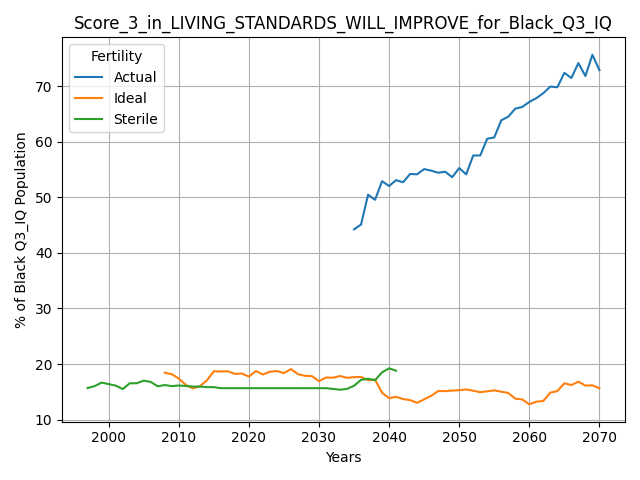 Score_3_in_LIVING_STANDARDS_WILL_IMPROVE_for_Black_Q3_IQ
Fertility
Actual
Ideal
Sterile
% of Black Q3_IQ Population
70
60
50
40
30
20
10
2000 2010 2020 2030 2040 2050 2060 2070
Years